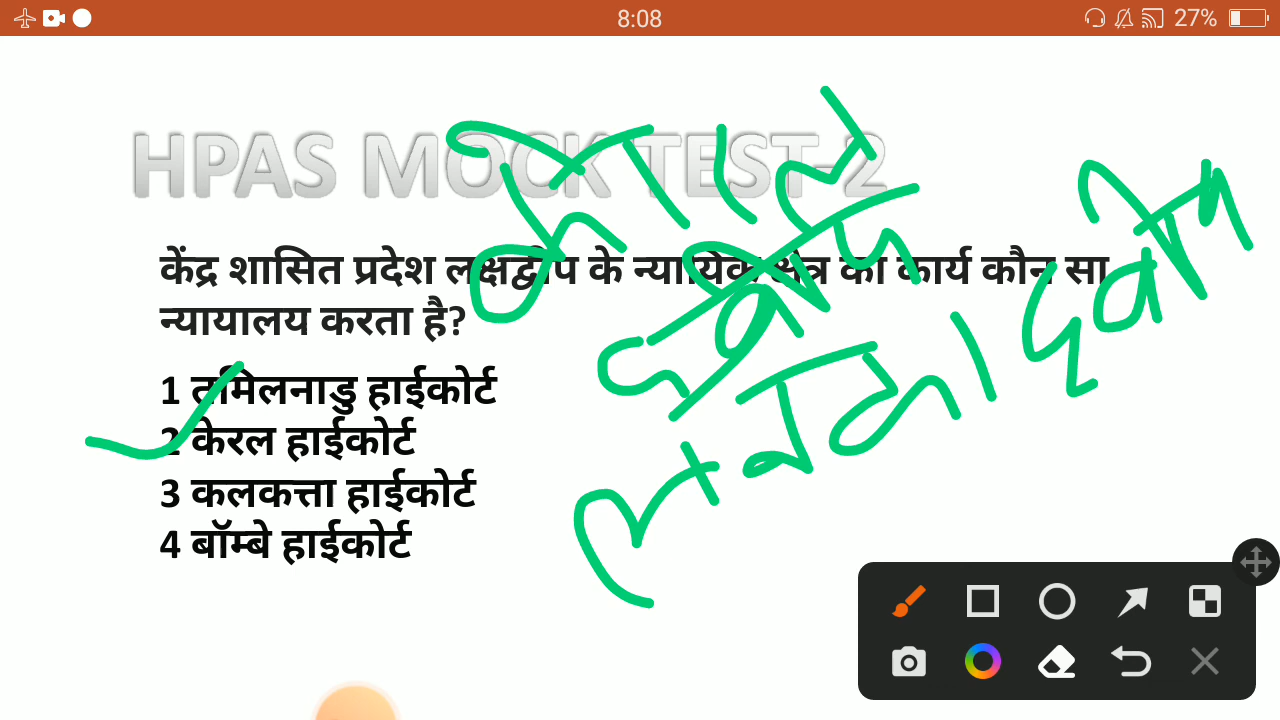 8:08
27%
HPAS MOCK TEST-2
केंद्र शासित प्रदेश लक्षद्वीप के न्यायिक क्षेत्र का कार्य कौन सा
न्यायालय करता है?
1 तमिलनाडु हाईकोर्ट
2 केरल हाईकोर्ट
3 कलकत्ता हाईकोर्ट
4 बॉम्बे हाईकोर्ट